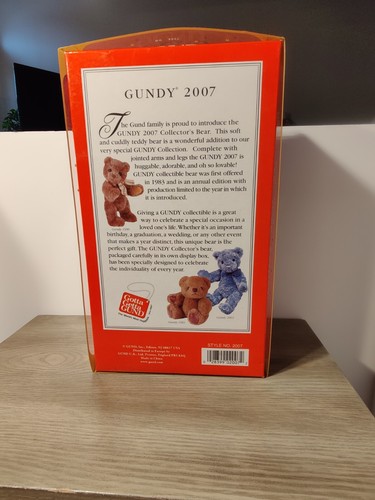 GUNDY® 2007
The Gund family is proud to introduce the
GUNDY 2007 Collector's Bear. This soft
and cuddly teddy bear is a wonderful addition to our
very special GUNDY Collection. Complete with
jointed arms and legs the GUNDY 2007 is
huggable, adorable, and oh so lovable!
GUNDY collectible bear was first offered
in 1983 and is an annual edition with
production limited to the year in which
it is introduced.
Giving a GUNDY collectible is a great
way to celebrate a special occasion in a
loved one's life. Whether it's an important
birthday, a graduation, a wedding, or any other event
that makes a year distinct, this unique bear is the
perfect gift. The GUNDY Collector's bear,
packaged carefully in its own display box,
has been specially designed to celebrate
the individuality of every year.
Gotta
Getta
GUND
STYLE NO. 2007
Made in China
www.gund.com